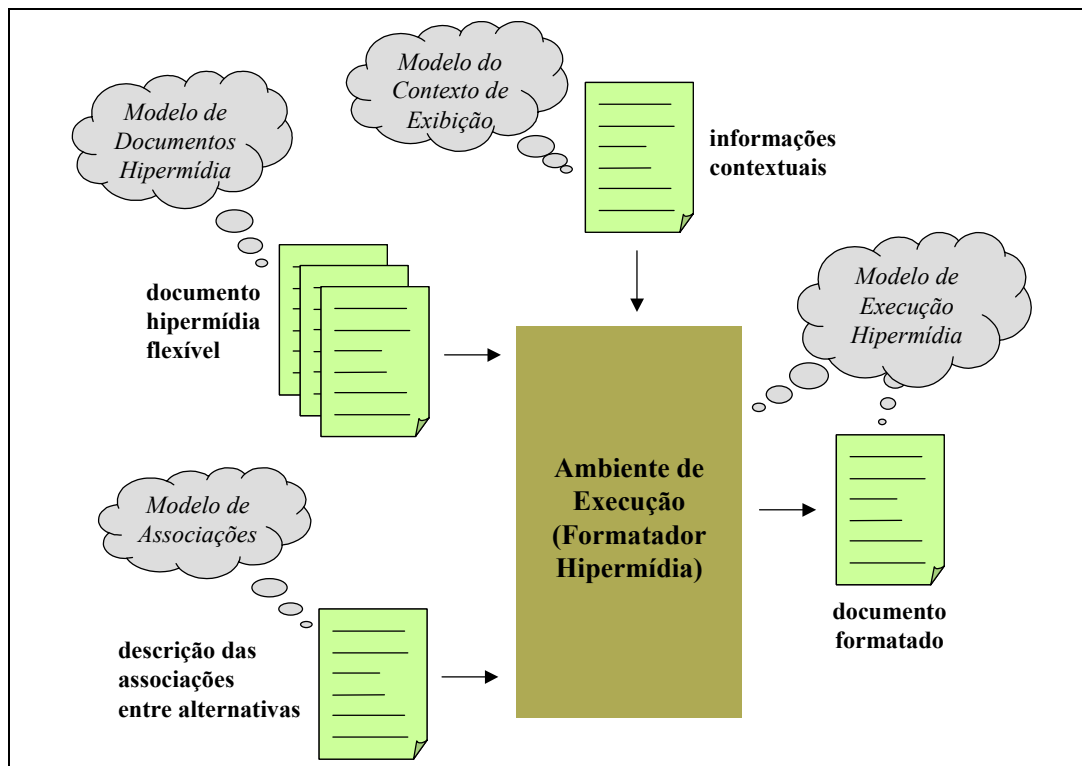 Modelo do
Contexto de
Exibição
Modelo de
Documentos
Hipermídia
informações
contextuais
Modelo de
Execução
Hipermídia
documento
hipermídia
flexível
Ambiente de
Execução
(Formatador
Hipermídia)
Modelo de
Associações
documento
formatado
descrição das
associações
entre alternativas